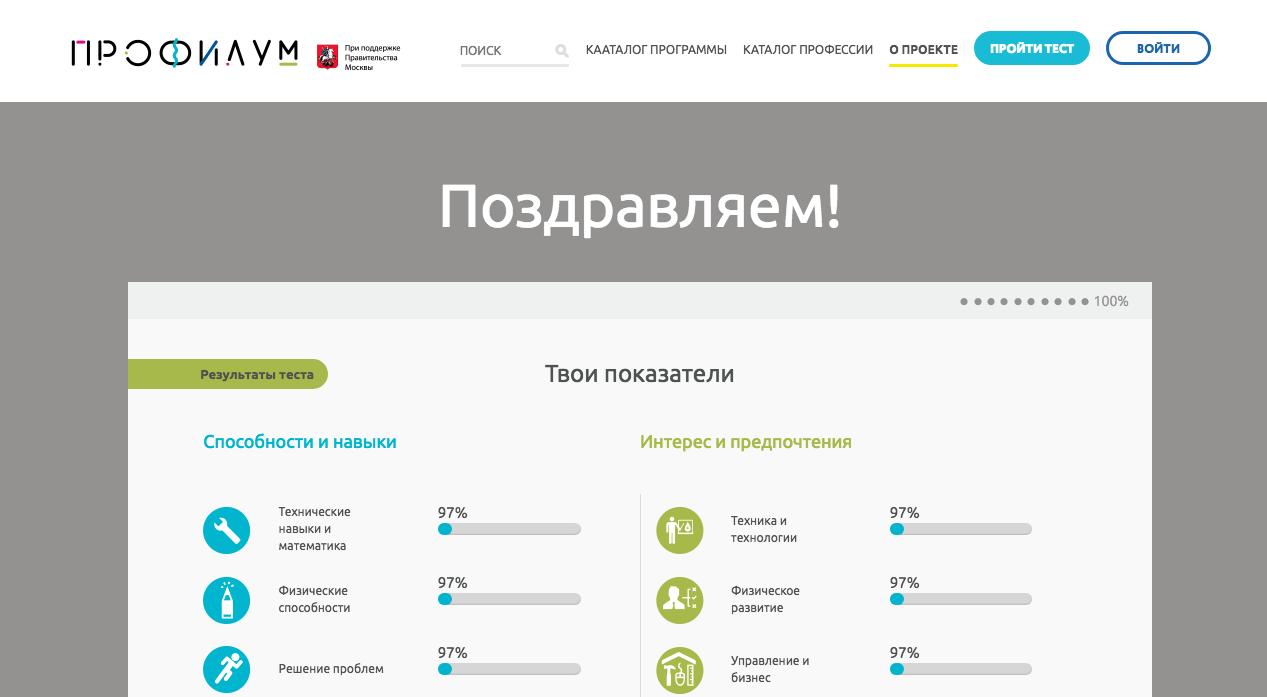 ПРОФИЛУМ
При поддержке
Правительства
Москвы
ПОИСК
КААТАЛОГ ПРОГРАММЫ
КАТАЛОГ ПРОФЕССИИ
О ПРОЕКТЕ
ПРОЙТИ ТЕСТ
ВОЙТИ
Поздравляем!
100%
Результаты теста
Твои показатели
Способности и навыки
Технические
навыки и
математика
97%
Физические
способности
97%
Решение проблем
97%
Интерес и предпочтения
Техника и
технологии
97%
Физическое
развитие
97%
Управление и
бизнес
97%